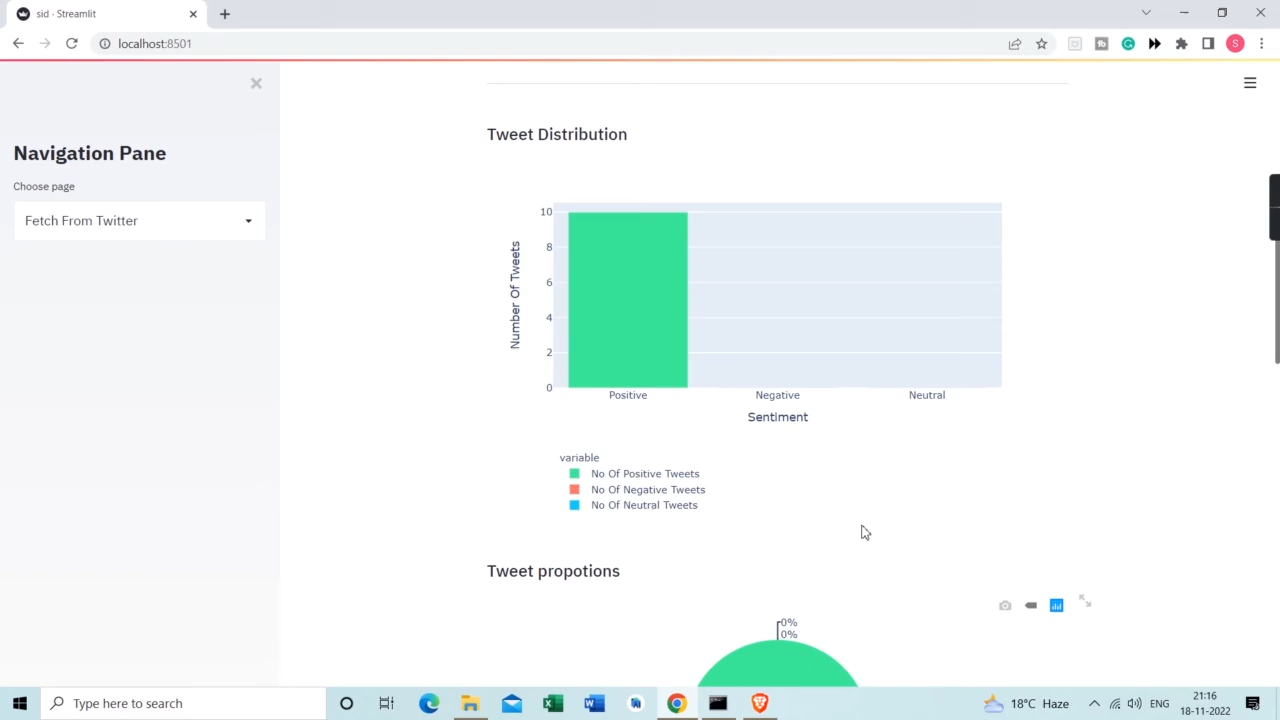 sid · Streamlit
localhost:8501
S
Navigation Pane
Choose page
Fetch From Twitter
Tweet Distribution
10
8
6
4
2
0
Number Of Tweets
Positive Negative Neutral
Sentiment
variable
No Of Positive Tweets
No Of Negative Tweets
No Of Neutral Tweets
Tweet propotions
0%
0%
Type here to search
18°C Haze
ENG
21:16
18-11-2022